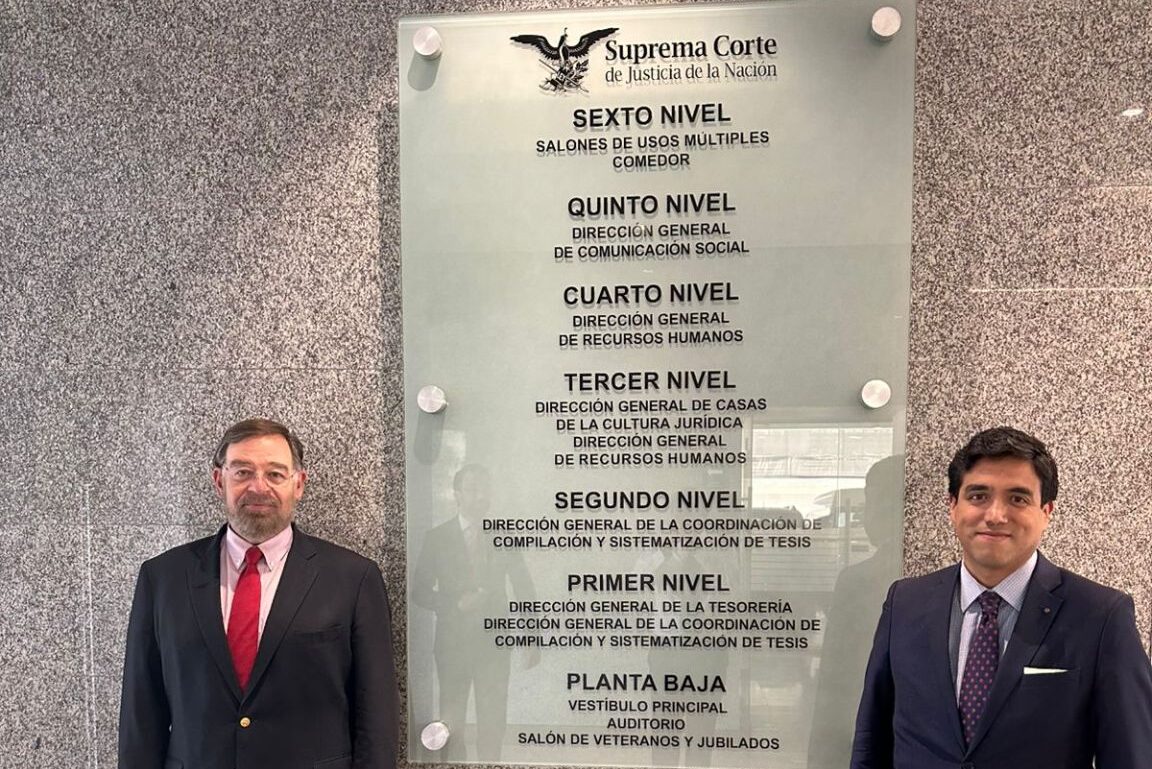 Suprema Corte
de Justicia de la Nación
SEXTO NIVEL
SALONES DE USOS MÚLTIPLES
COMEDOR
QUINTO NIVEL
DIRECCIÓN GENERAL
DE COMUNICACIÓN SOCIAL
CUARTO NIVEL
DIRECCIÓN GENERAL
DE RECURSOS HUMANOS
TERCER NIVEL
DIRECCIÓN GENERAL DE CASAS
DE LA CULTURA JURÍDICA
DIRECCIÓN GENERAL
DE RECURSOS HUMANOS
SEGUNDO NIVEL
DIRECCIÓN GENERAL DE LA COORDINACIÓN DE
COMPILACIÓN Y SISTEMATIZACIÓN DE TESIS
PRIMER NIVEL
DIRECCIÓN GENERAL DE LA TESORERÍA
DIRECCIÓN GENERAL DE LA COORDINACIÓN DE
COMPILACIÓN Y SISTEMATIZACIÓN DE TESIS
PLANTA BAJA
VESTÍBULO PRINCIPAL
AUDITORIO
SALÓN DE VETERANOS Y JUBILADOS